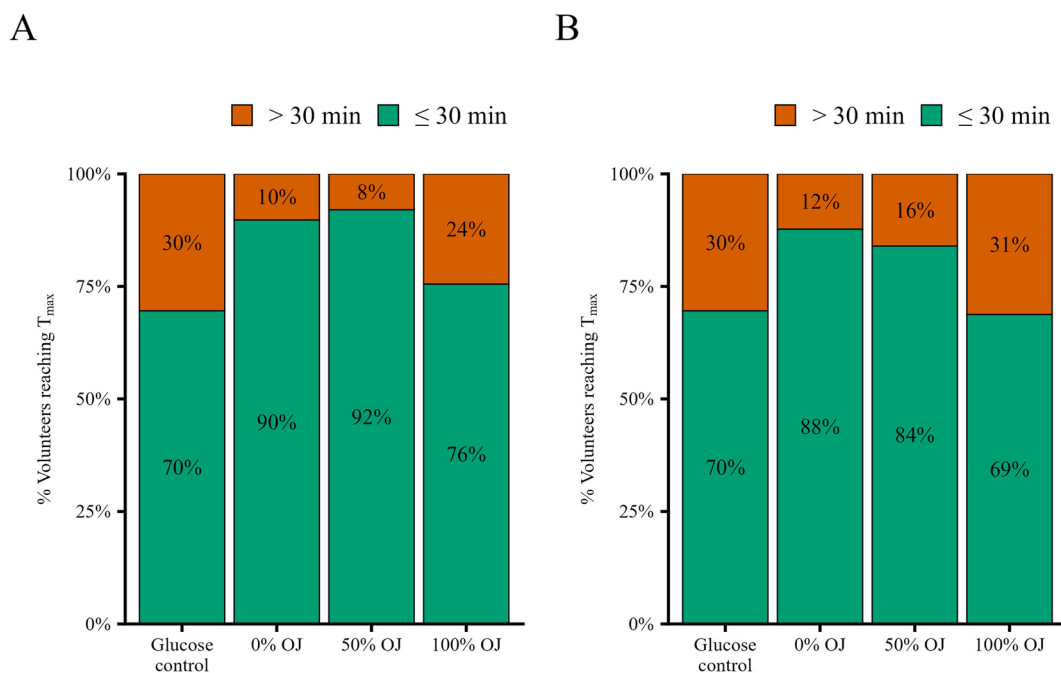 A
> 30 min ≤ 30 min
100%
75%
50%
25%
0%
% Volunteers reaching Tmax
30%
70%
10%
90%
8%
92%
24%
76%
Glucose
control
0% OJ
50% OJ
100% OJ
B
> 30 min ≤ 30 min
100%
75%
50%
25%
0%
% Volunteers reaching Tmax
30%
70%
12%
88%
16%
84%
31%
69%
Glucose
control
0% OJ
50% OJ
100% OJ